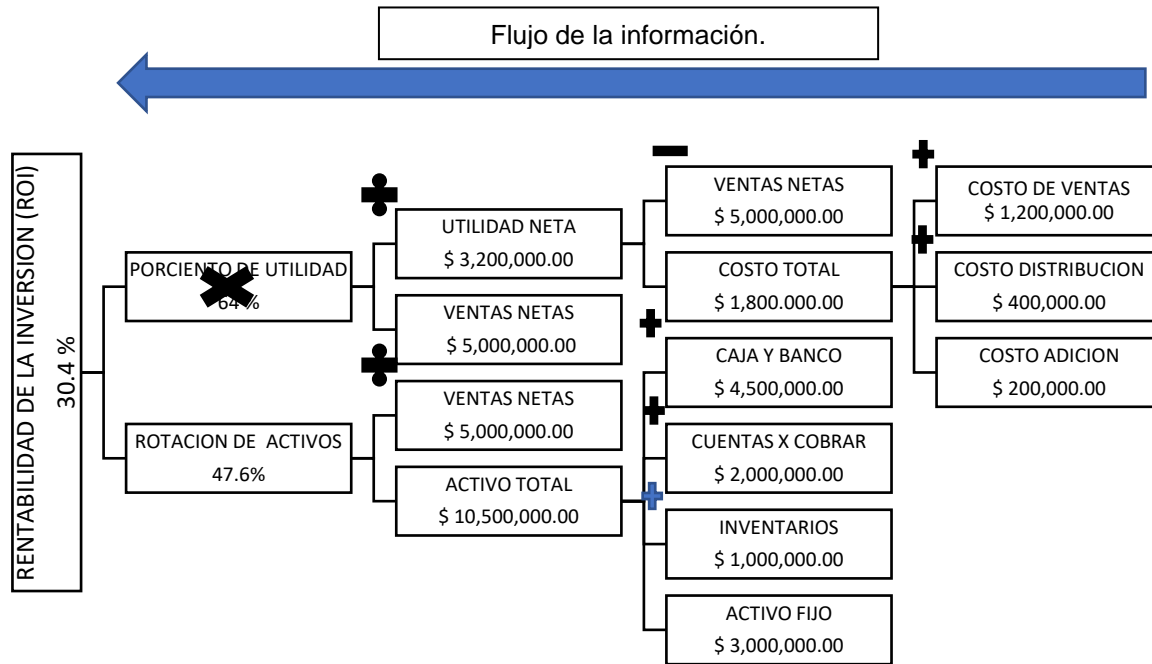 Flujo de la información.
RENTABILIDAD DE LA INVERSION (ROI)
30.4 %
PORCIENTO DE UTILIDAD
64 %
ROTACION DE ACTIVOS
47.6%
UTILIDAD NETA
$ 3,200,000.00
VENTAS NETAS
$ 5,000,000.00
VENTAS NETAS
$ 5,000,000.00
ACTIVO TOTAL
$ 10,500,000.00
VENTAS NETAS
$ 5,000,000.00
COSTO TOTAL
$ 1,800.000.00
CAJA Y BANCO
$ 4,500,000.00
CUENTAS X COBRAR
$ 2,000,000.00
INVENTARIOS
$ 1,000,000.00
ACTIVO FIJO
$ 3,000,000.00
COSTO DE VENTAS
$ 1,200,000.00
COSTO DISTRIBUCION
$ 400,000.00
COSTO ADICION
$ 200,000.00